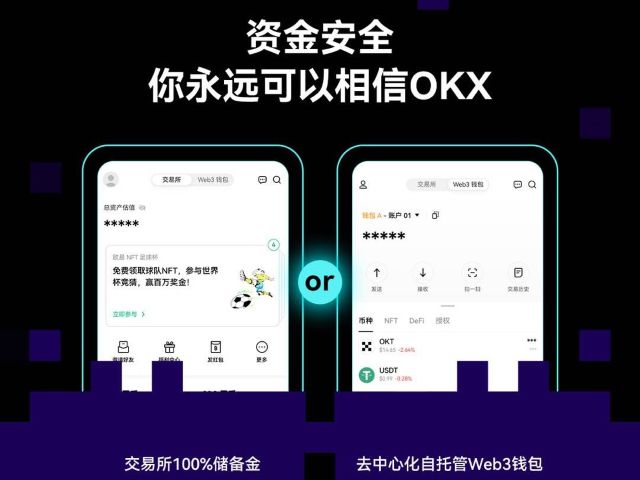 资金安全
你永远可以相信OKX
交易所
Web3 钱包
总资产估值
*****
4
欧易 NFT 足球杯
免费领取球队NFT，参与世界
杯竞猜，赢百万奖金！
立即参与 >
邀请好友
福利中心
发红包
更多
or
交易所
Web3 钱包
钱包 A - 账户 01
*****
发送
接收
扫一扫
交易历史
币种 NFT DeFi 授权
OKT
$14.65 -2.64%
USDT
$0.99 -0.28%
交易所100%储备金
去中心化自托管Web3钱包